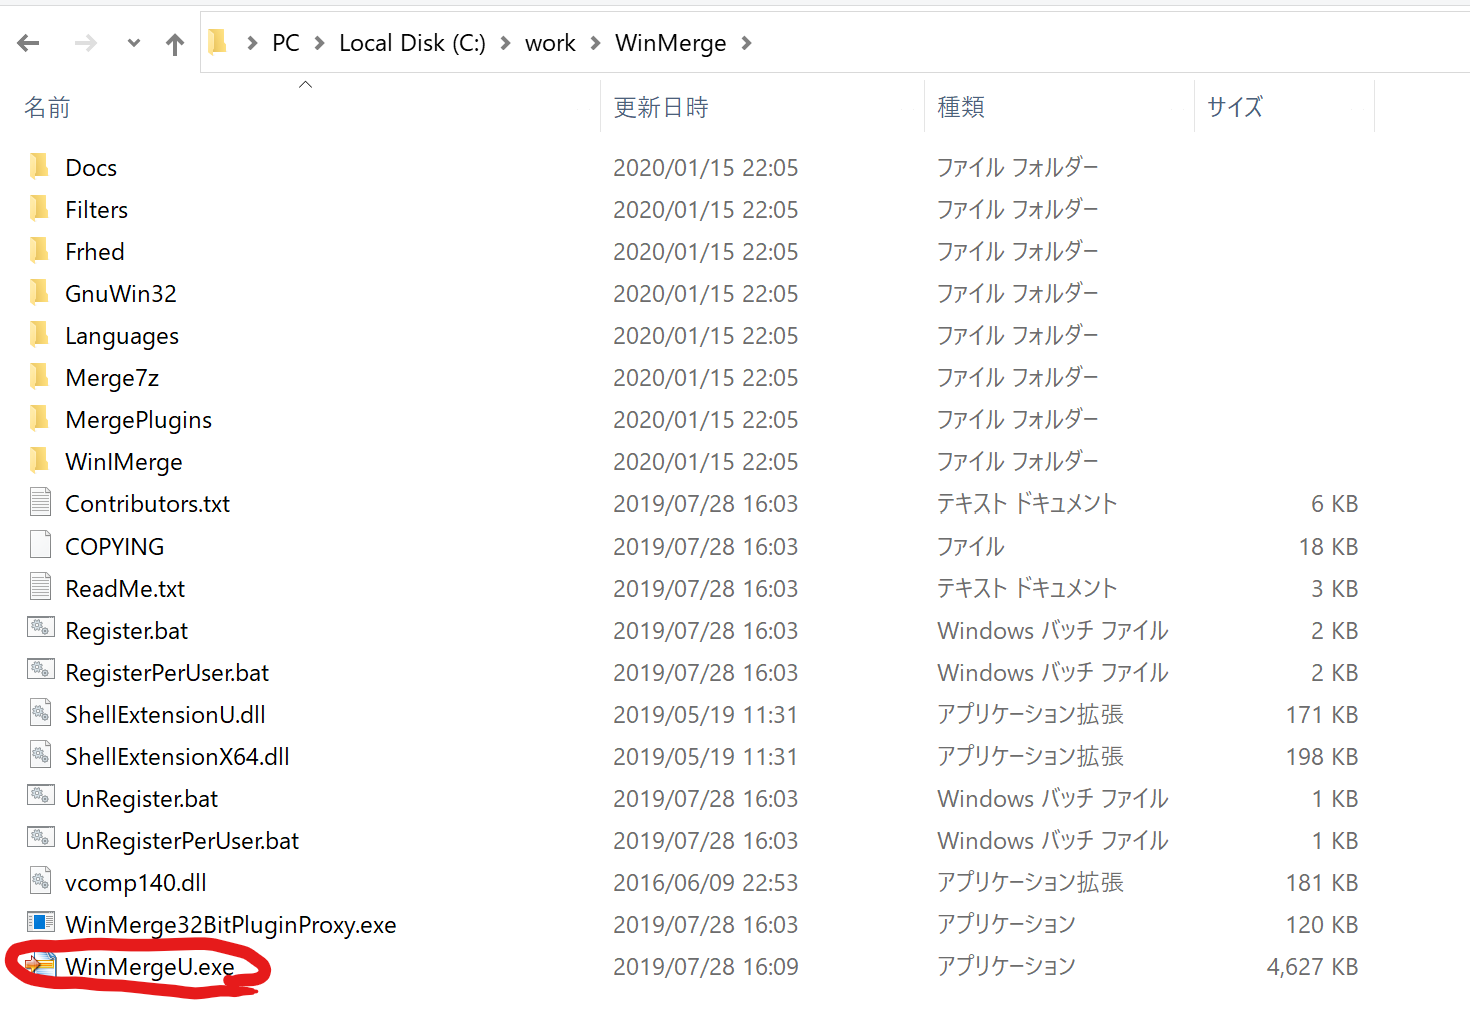 PC > Local Disk (C:) > work > WinMerge >
名前 更新日時 種類 サイズ
Docs 2020/01/15 22:05 ファイル フォルダー
Filters 2020/01/15 22:05 ファイル フォルダー
Frhed 2020/01/15 22:05 ファイル フォルダー
GnuWin32 2020/01/15 22:05 ファイル フォルダー
Languages 2020/01/15 22:05 ファイル フォルダー
Merge7z 2020/01/15 22:05 ファイル フォルダー
MergePlugins 2020/01/15 22:05 ファイル フォルダー
WinIMerge 2020/01/15 22:05 ファイル フォルダー
Contributors.txt 2019/07/28 16:03 テキスト ドキュメント 6 KB
COPYING 2019/07/28 16:03 ファイル 18 KB
ReadMe.txt 2019/07/28 16:03 テキスト ドキュメント 3 KB
Register.bat 2019/07/28 16:03 Windows バッチ ファイル 2 KB
RegisterPerUser.bat 2019/07/28 16:03 Windows バッチ ファイル 2 KB
ShellExtensionU.dll 2019/05/19 11:31 アプリケーション拡張 171 KB
ShellExtensionX64.dll 2019/05/19 11:31 アプリケーション拡張 198 KB
UnRegister.bat 2019/07/28 16:03 Windows バッチ ファイル 1 KB
UnRegisterPerUser.bat 2019/07/28 16:03 Windows バッチ ファイル 1 KB
vcomp140.dll 2016/06/09 22:53 アプリケーション拡張 181 KB
WinMerge32BitPluginProxy.exe 2019/07/28 16:03 アプリケーション 120 KB
WinMergeU.exe 2019/07/28 16:09 アプリケーション 4,627 KB